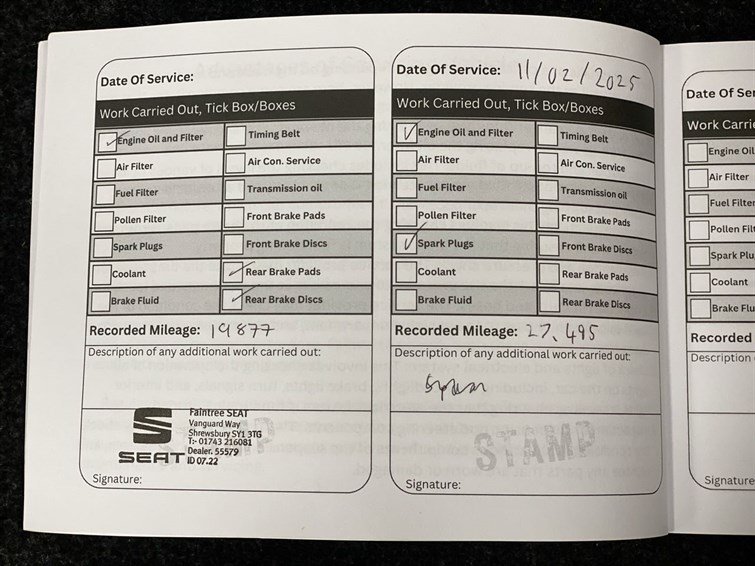 Date Of Service:
Work Carried Out, Tick Box/Boxes
Engine Oil and Filter
Timing Belt
Air Filter
Air Con. Service
Fuel Filter
Transmission oil
Pollen Filter
Front Brake Pads
Spark Plugs
Front Brake Discs
Coolant
Rear Brake Pads
Brake Fluid
Rear Brake Discs
Recorded Mileage: 19877
Description of any additional work carried out:
SEAT
Faintree SEAT
Vanguard Way
Shrewsbury SY1 3TG
T:- 01743 216081
Dealer. 55579
ID 07.22
Signature:
Date Of Service: 11/02/2025
Work Carried Out, Tick Box/Boxes
Engine Oil and Filter
Timing Belt
Air Filter
Air Con. Service
Fuel Filter
Transmission oil
Pollen Filter
Front Brake Pads
Spark Plugs
Front Brake Discs
Coolant
Rear Brake Pads
Brake Fluid
Rear Brake Discs
Recorded Mileage: 27,495
Description of any additional work carried out:
STAMP
Signature:
Date Of Ser
Work Carrie
Engine Oil
Air Filter
Fuel Filter
Pollen Filt
Spark Plu
Coolant
Brake Flu
Recorded
Description
Signature